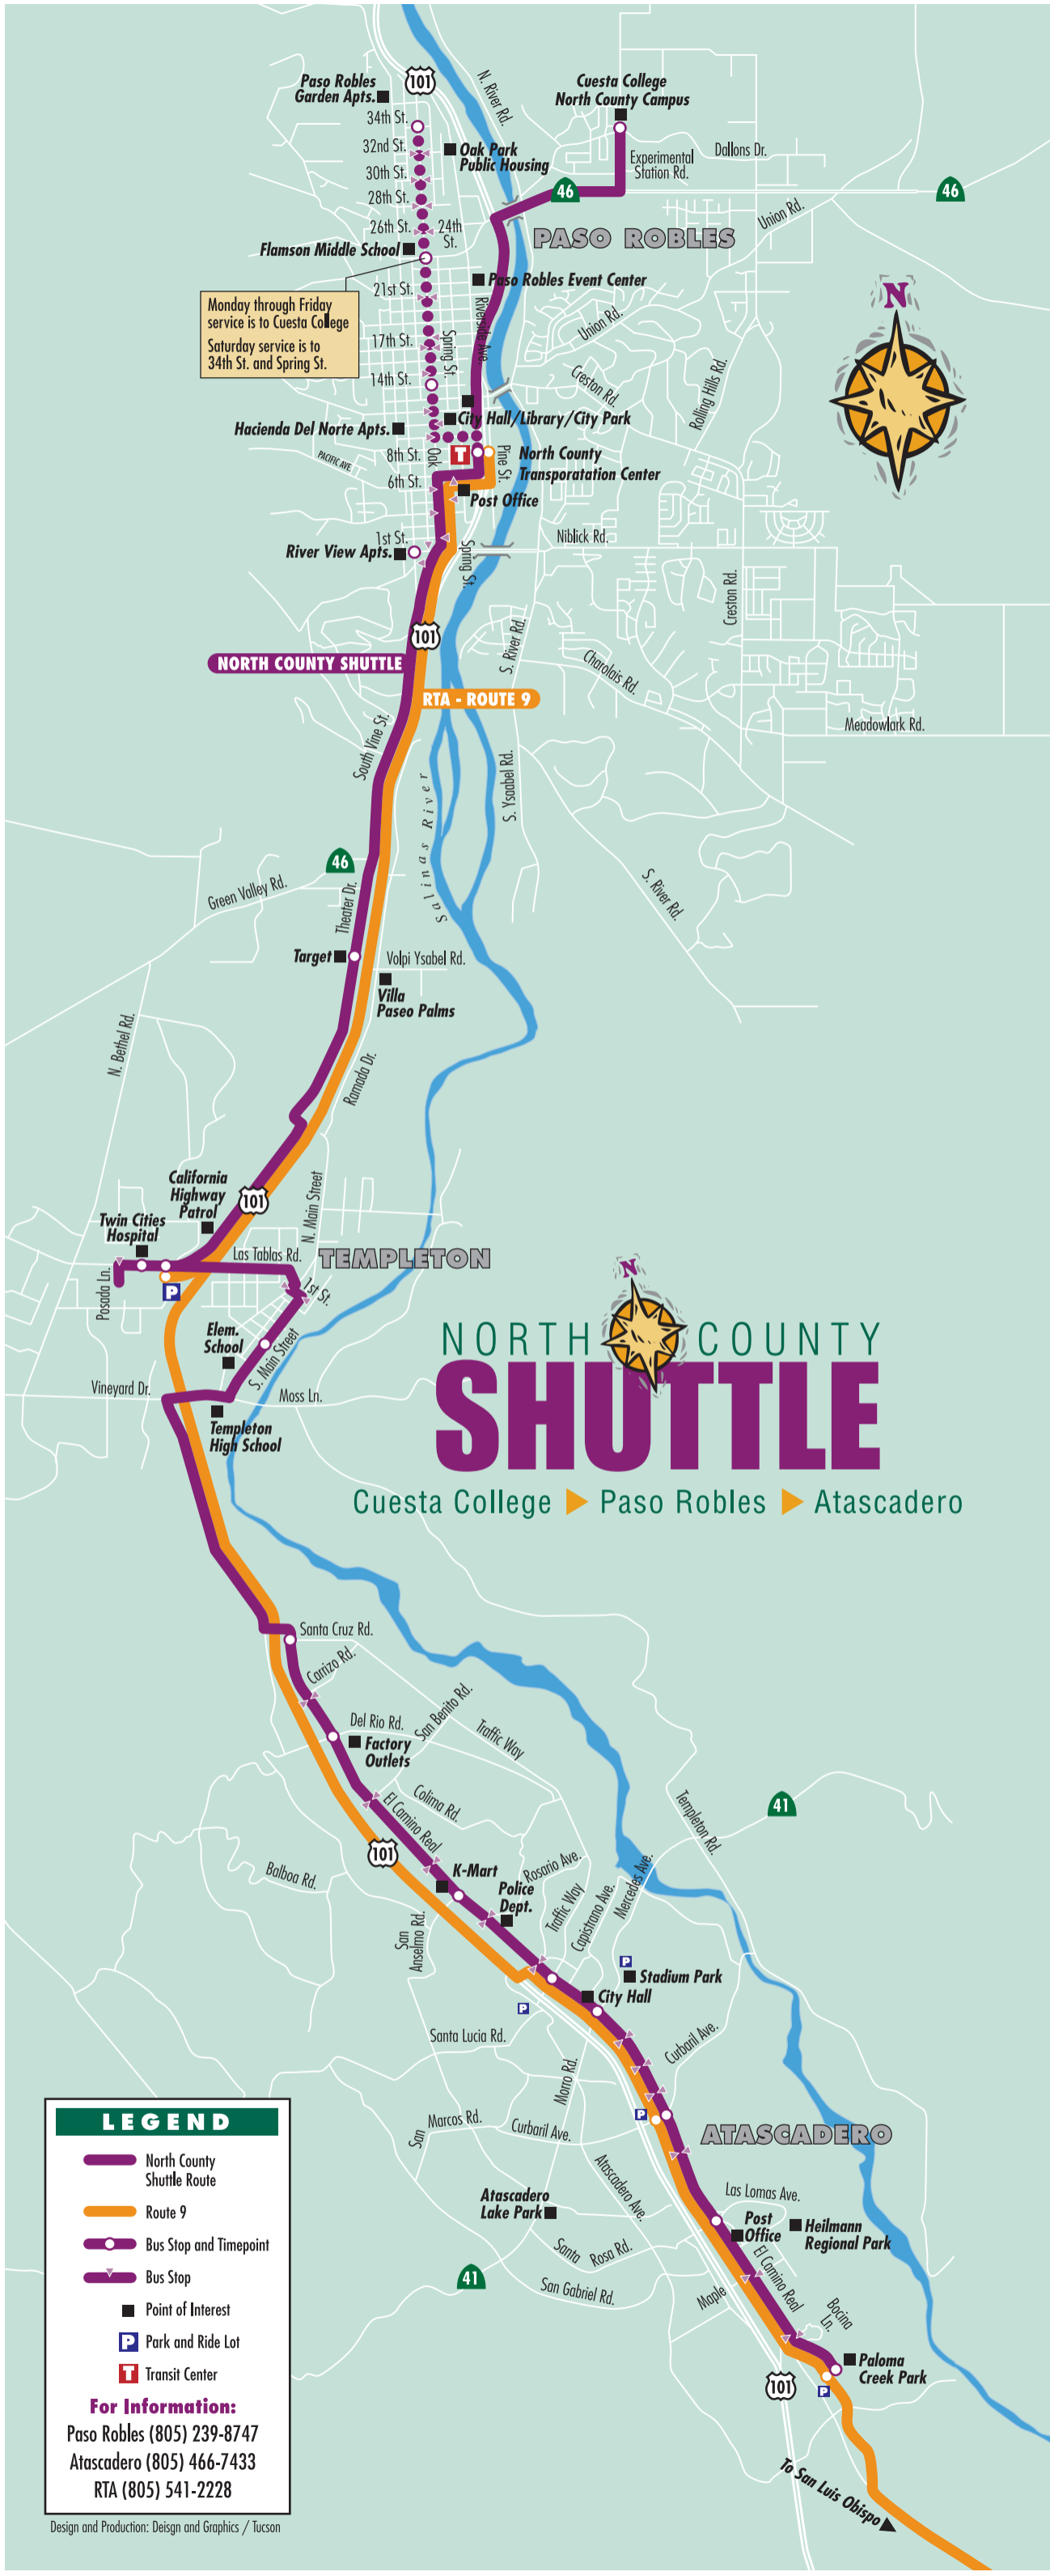 Paso Robles
Garden Apts.
101
N. River Rd.
Cuesta College
North County Campus
34th St.
32nd St.
Oak Park
Public Housing
Experimental
Station Rd.
Dallons Dr.
30th St.
28th St.
46
46
Union Rd.
26th St.
24th
St.
PASO ROBLES
Flamson Middle School
Paso Robles Event Center
21st St.
N
Monday through Friday
service is to Cuesta College
Saturday service is to
34th St. and Spring St.
Riverside Ave.
Union Rd.
17th St.
Spring St.
14th St.
Creston Rd.
Rolling Hills Rd.
City Hall/Library/City Park
Hacienda Del Norte Apts.
PACIFIC AVE
8th St.
Oak
T
Pine St.
North County
Transporatation Center
6th St.
Post Office
1st St.
River View Apts.
Spring St.
Niblick Rd.
Creston Rd.
101
S. River Rd.
NORTH COUNTY SHUTTLE
Charolais Rd.
RTA - ROUTE 9
South Vine St.
Meadowlark Rd.
Salinas River
S. Ysabel Rd.
46
Green Valley Rd.
Theater Dr.
S. River Rd.
Target
Volpi Ysabel Rd.
Villa
Paseo Palms
N. Bethel Rd.
Ramada Dr.
California
Highway
Patrol
101
N. Main Street
Twin Cities
Hospital
Las Tablas Rd.
TEMPLETON
Posada Ln.
P
1st St.
Elem.
School
S. Main Street
Vineyard Dr.
Moss Ln.
Templeton
High School
N
NORTH COUNTY
SHUTTLE
Cuesta College ▶ Paso Robles ▶ Atascadero
Santa Cruz Rd.
Carrizo Rd.
Del Rio Rd.
San Benito Rd.
Traffic Way
Factory
Outlets
Colima Rd.
El Camino Real
Templeton Rd.
41
101
Balboa Rd.
K-Mart
Rosario Ave.
Police
Dept.
Traffic Way
Capistrano Ave.
Mercedes Ave.
San
Anselmo Rd.
P
Stadium Park
City Hall
P
Santa Lucia Rd.
Curbaril Ave.
Morro Rd.
P
San
Marcos Rd.
Curbaril Ave.
ATASCADERO
Atascadero Ave.
Las Lomas Ave.
Atascadero
Lake Park
Post
Office
Heilmann
Regional Park
Santa
Rosa Rd.
El Camino Real
41
San Gabriel Rd.
Maple
Bocina
Ln.
Paloma
Creek Park
101
P
To San Luis Obispo
LEGEND
North County
Shuttle Route
Route 9
Bus Stop and Timepoint
Bus Stop
Point of Interest
P
Park and Ride Lot
T
Transit Center
For Information:
Paso Robles (805) 239-8747
Atascadero (805) 466-7433
RTA (805) 541-2228
Design and Production: Deisgn and Graphics / Tucson